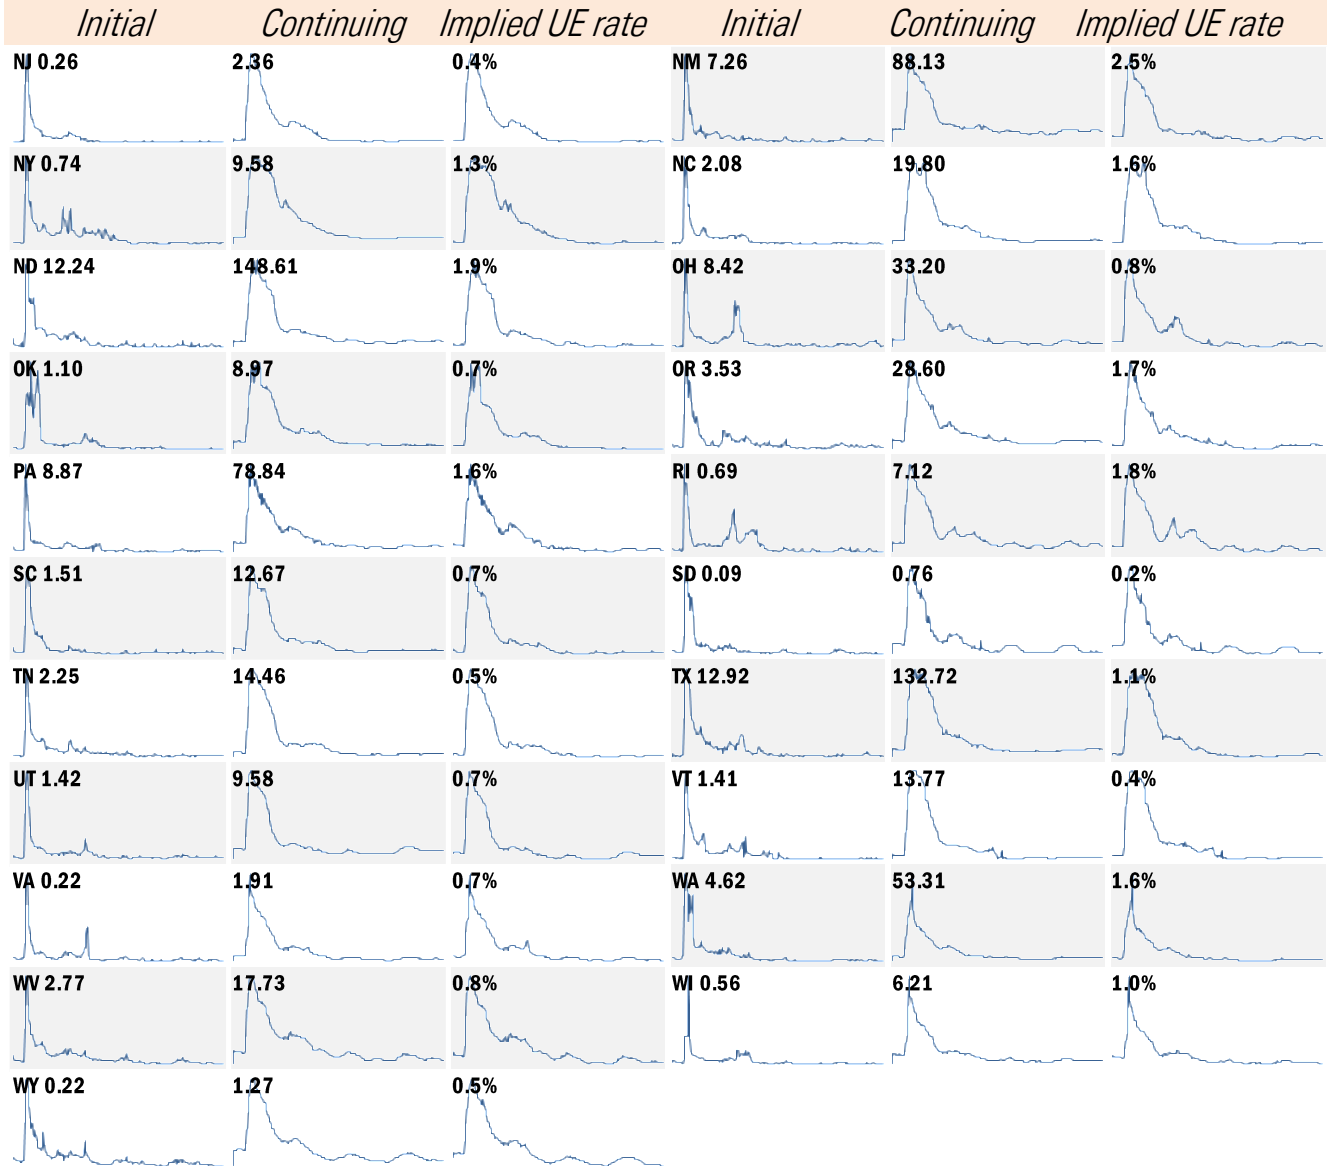 Initial Continuing Implied UE rate Initial Continuing Implied UE rate
NJ 0.26 2.36 0.4% NM 7.26 88.13 2.5%
NY 0.74 9.58 1.3% NC 2.08 19.80 1.6%
ND 12.24 148.61 1.9% OH 8.42 33.20 0.8%
OK 1.10 8.97 0.7% OR 3.53 28.60 1.7%
PA 8.87 78.84 1.6% RI 0.69 7.12 1.8%
SC 1.51 12.67 0.7% SD 0.09 0.76 0.2%
TN 2.25 14.46 0.5% TX 12.92 132.72 1.1%
UT 1.42 9.58 0.7% VT 1.41 13.77 0.4%
VA 0.22 1.91 0.7% WA 4.62 53.31 1.6%
WV 2.77 17.73 0.8% WI 0.56 6.21 1.0%
WY 0.22 1.27 0.5%